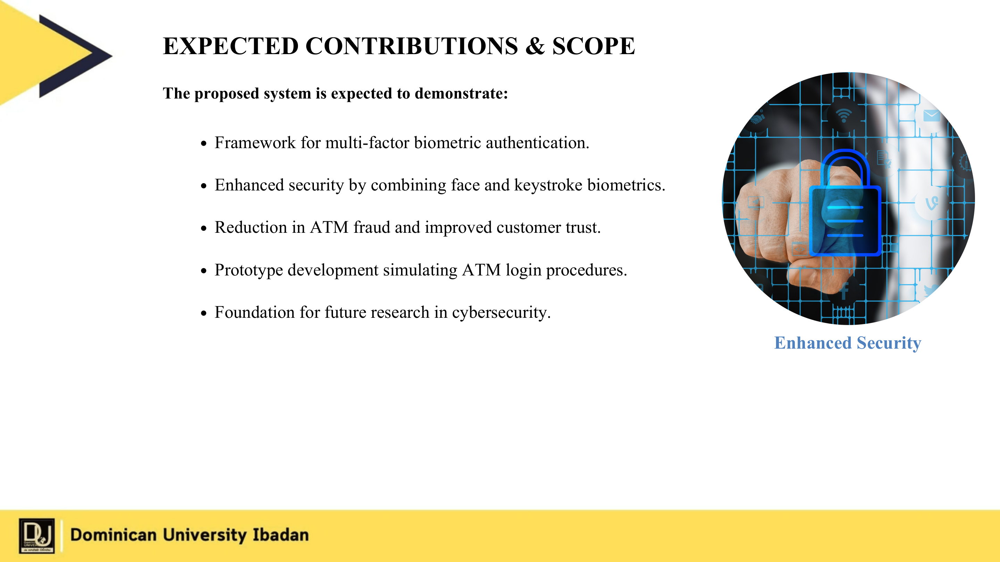 EXPECTED CONTRIBUTIONS & SCOPE
The proposed system is expected to demonstrate:
• Framework for multi-factor biometric authentication.
• Enhanced security by combining face and keystroke biometrics.
• Reduction in ATM fraud and improved customer trust.
• Prototype development simulating ATM login procedures.
• Foundation for future research in cybersecurity.
Enhanced Security
DU
Dominican University Ibadan